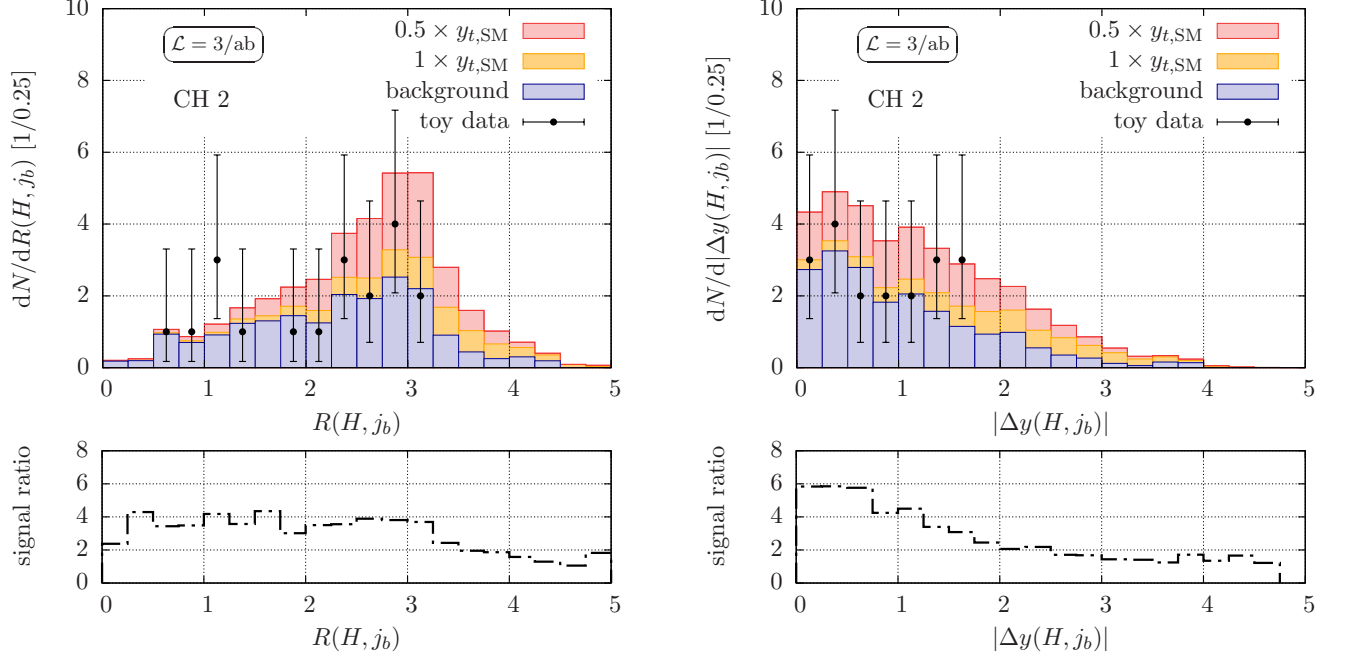 dN/dR(H, j_b) [1/0.25]
10
8
6
4
2
0
ℒ = 3/ab
CH 2
0.5 × y_{t,SM}
1 × y_{t,SM}
background
toy data
0 1 2 3 4 5
R(H, j_b)
signal ratio
8
6
4
2
0
0 1 2 3 4 5
R(H, j_b)
dN/d|Δy(H, j_b)| [1/0.25]
10
8
6
4
2
0
ℒ = 3/ab
CH 2
0.5 × y_{t,SM}
1 × y_{t,SM}
background
toy data
0 1 2 3 4 5
|Δy(H, j_b)|
signal ratio
8
6
4
2
0
0 1 2 3 4 5
|Δy(H, j_b)|